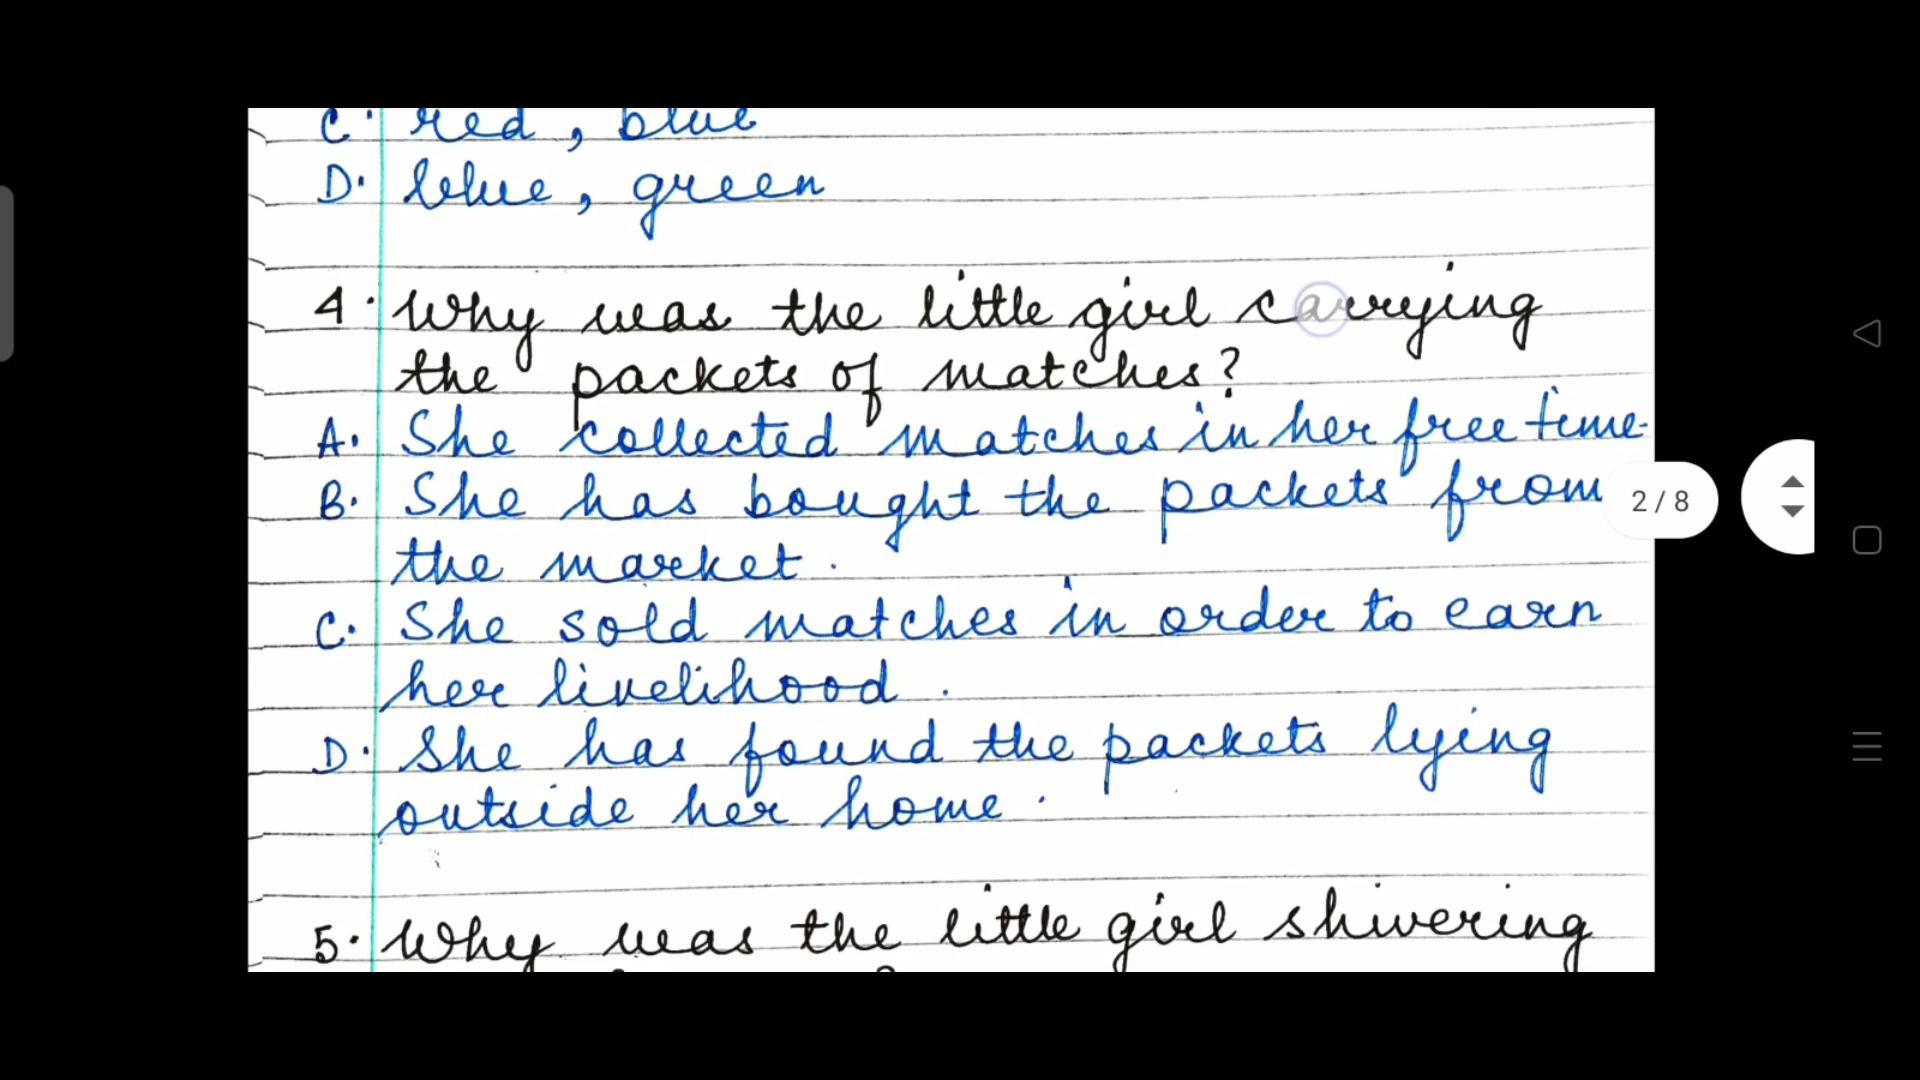 C. red, blue
D. blue, green
4. Why was the little girl carrying
the packets of matches?
A. She collected matches in her free time.
B. She has bought the packets from
2/8
the market.
C. She sold matches in order to earn
her livelihood.
D. She has found the packets lying
outside her home.
5. Why was the little girl shivering